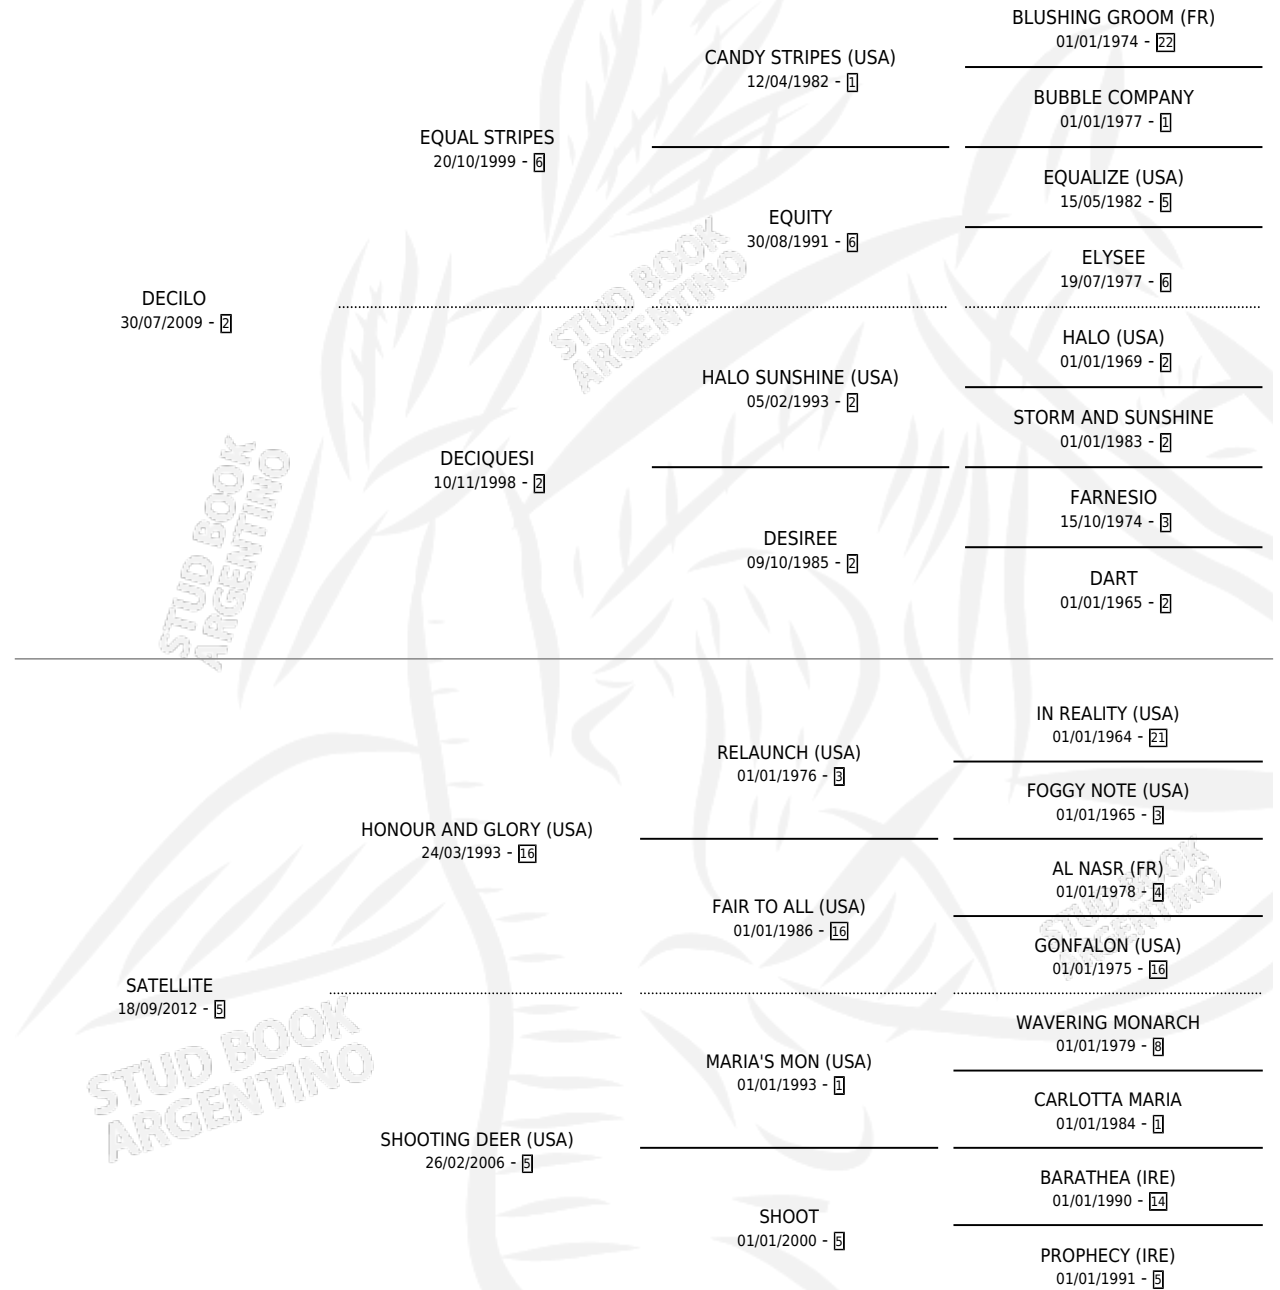 BLUSHING GROOM (FR)
01/01/1974 - 22
CANDY STRIPES (USA)
12/04/1982 - 1
BUBBLE COMPANY
01/01/1977 - 1
EQUAL STRIPES
20/10/1999 - 6
EQUALIZE (USA)
15/05/1982 - 5
EQUITY
30/08/1991 - 6
ELYSEE
19/07/1977 - 6
DECILO
30/07/2009 - 2
HALO (USA)
01/01/1969 - 2
HALO SUNSHINE (USA)
05/02/1993 - 2
STORM AND SUNSHINE
01/01/1983 - 2
DECIQUESI
10/11/1998 - 2
FARNESIO
15/10/1974 - 3
DESIREE
09/10/1985 - 2
DART
01/01/1965 - 2
STUD BOOK
ARGENTINO
STUD BOOK
ARGENTINO
IN REALITY (USA)
01/01/1964 - 21
RELAUNCH (USA)
01/01/1976 - 3
FOGGY NOTE (USA)
01/01/1965 - 3
HONOUR AND GLORY (USA)
24/03/1993 - 16
AL NASR (FR)
01/01/1978 - 4
FAIR TO ALL (USA)
01/01/1986 - 16
GONFALON (USA)
01/01/1975 - 16
SATELLITE
18/09/2012 - 5
WAVERING MONARCH
01/01/1979 - 8
MARIA'S MON (USA)
01/01/1993 - 1
CARLOTTA MARIA
01/01/1984 - 1
SHOOTING DEER (USA)
26/02/2006 - 5
BARATHEA (IRE)
01/01/1990 - 14
SHOOT
01/01/2000 - 5
PROPHECY (IRE)
01/01/1991 - 5
STUD BOOK
ARGENTINO
STUD BOOK
ARGENTINO